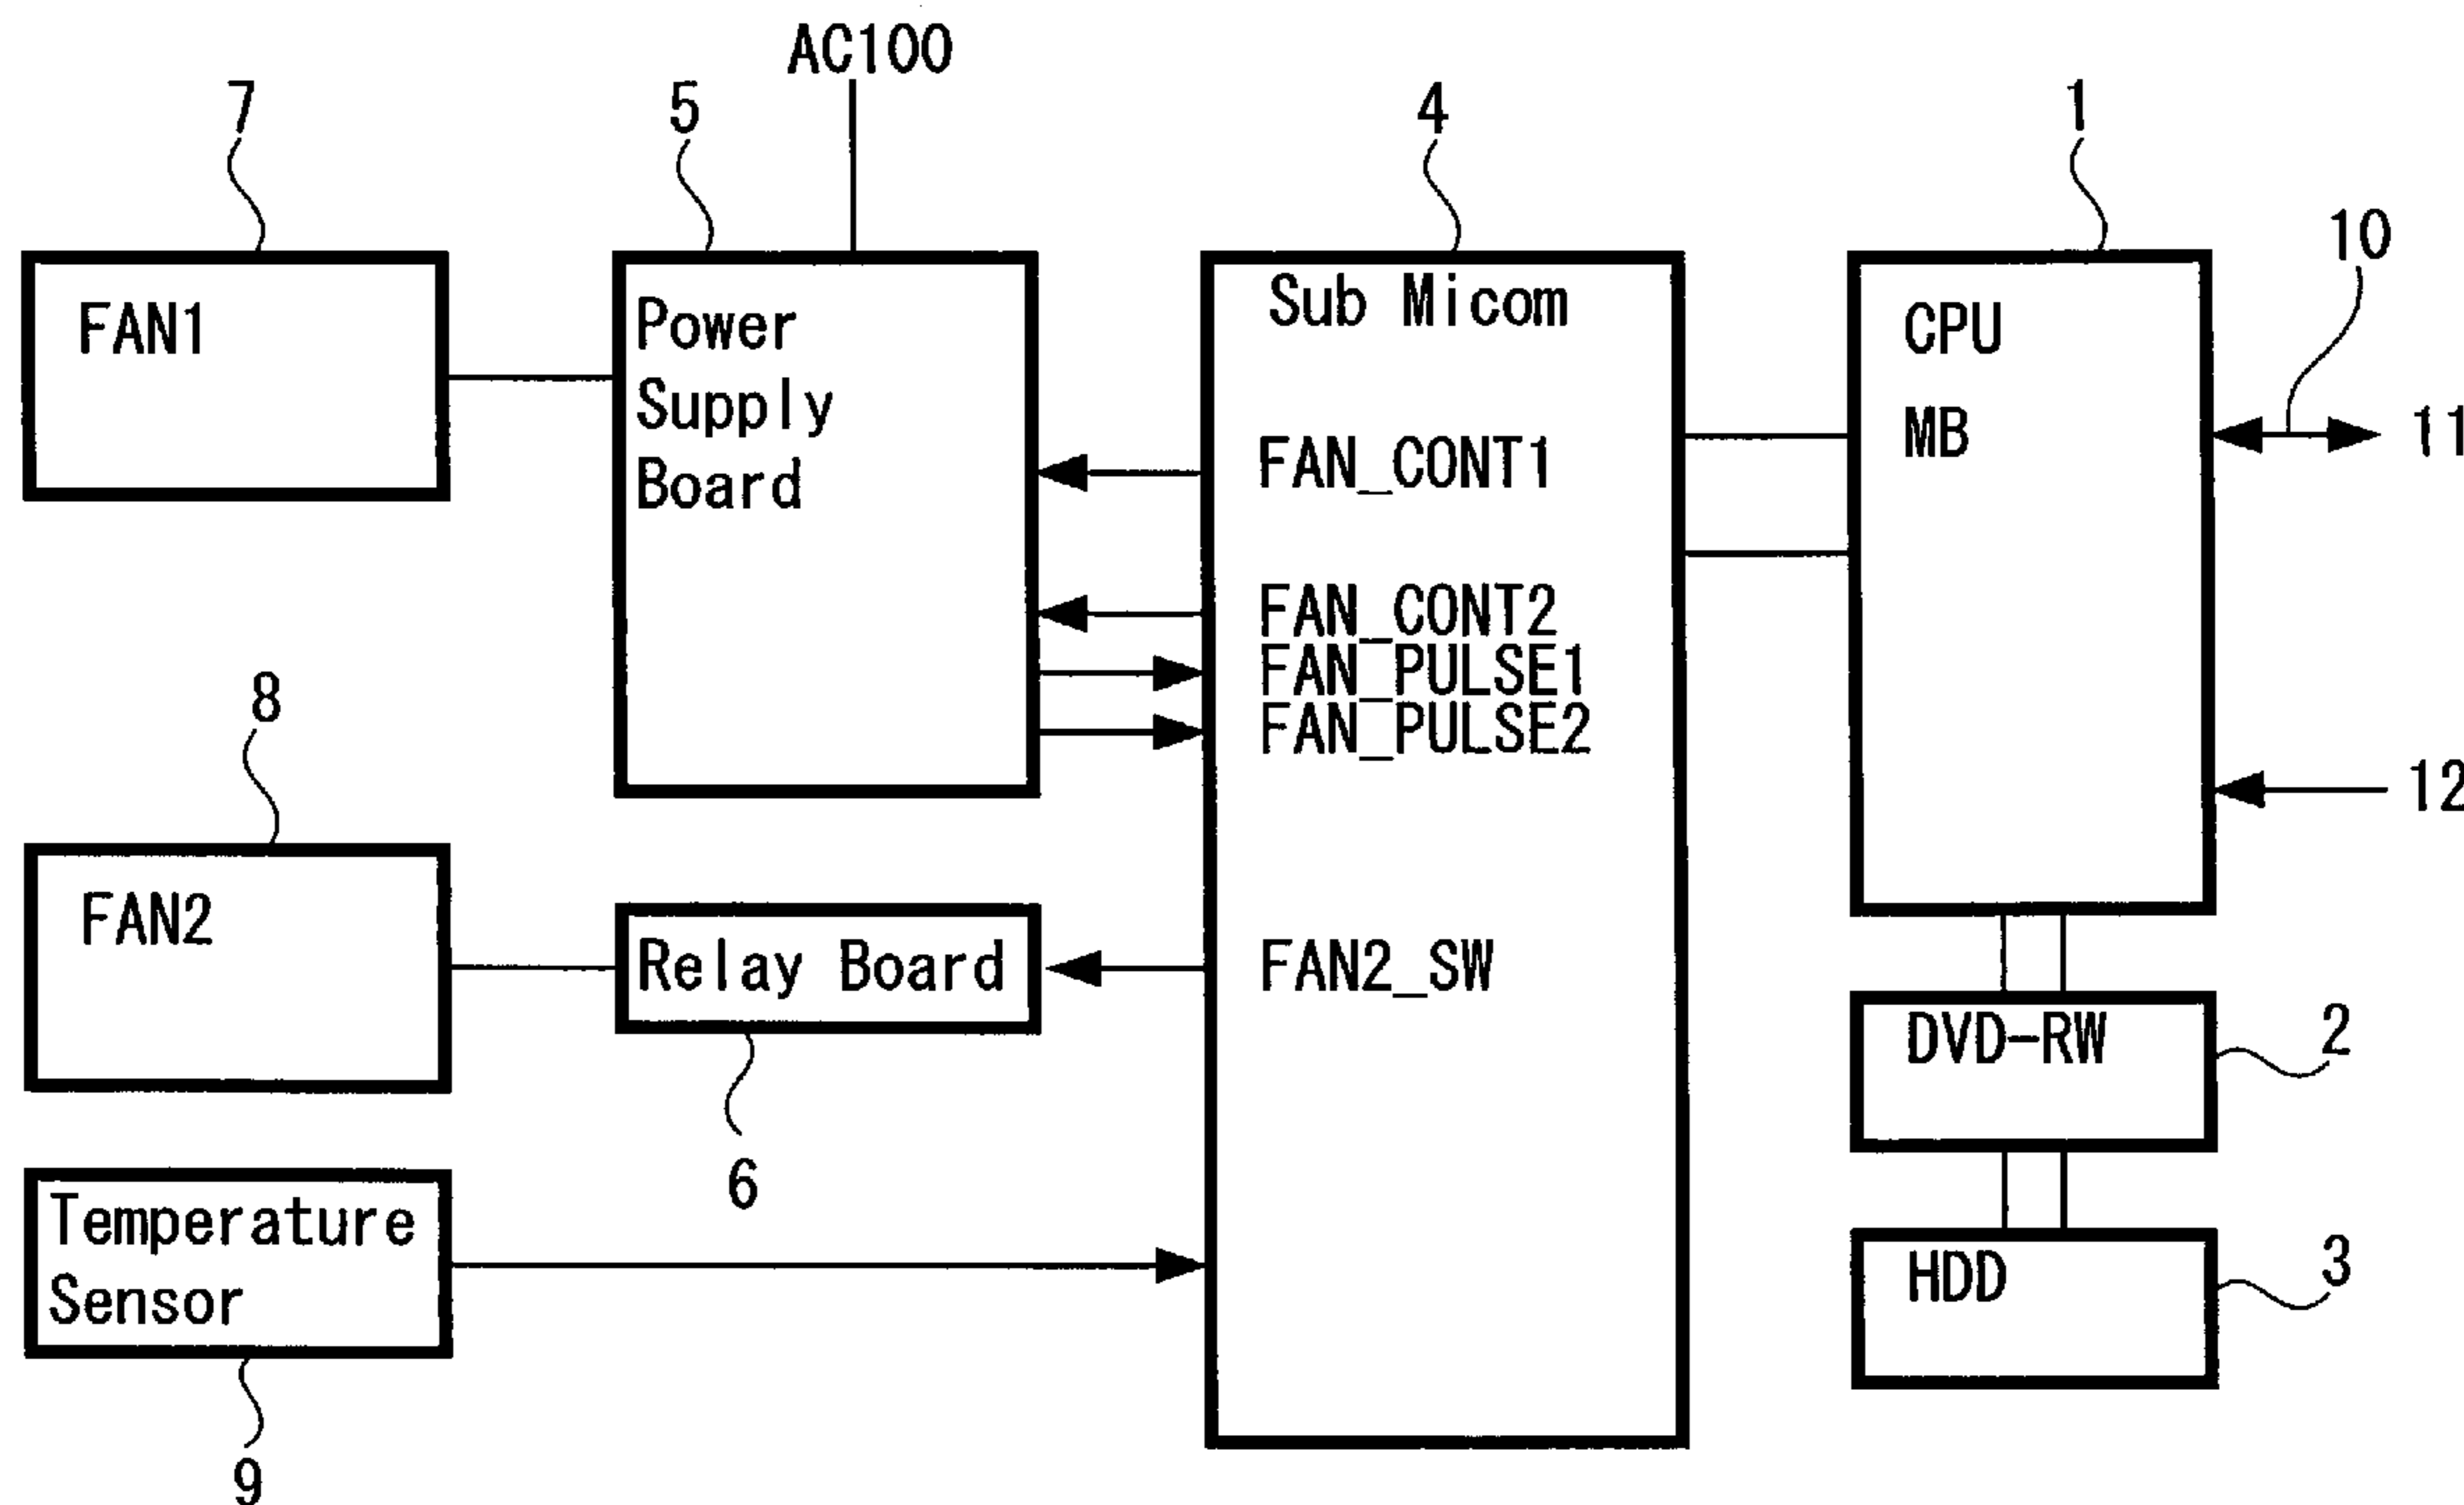 AC100
7
5
4
1
10
FAN1
Power
Supply
Board
Sub Micom
CPU
MB
11
FAN_CONT1
FAN_CONT2
FAN_PULSE1
FAN_PULSE2
8
12
FAN2
Relay Board
FAN2_SW
DVD-RW
2
6
Temperature
Sensor
HDD
3
9